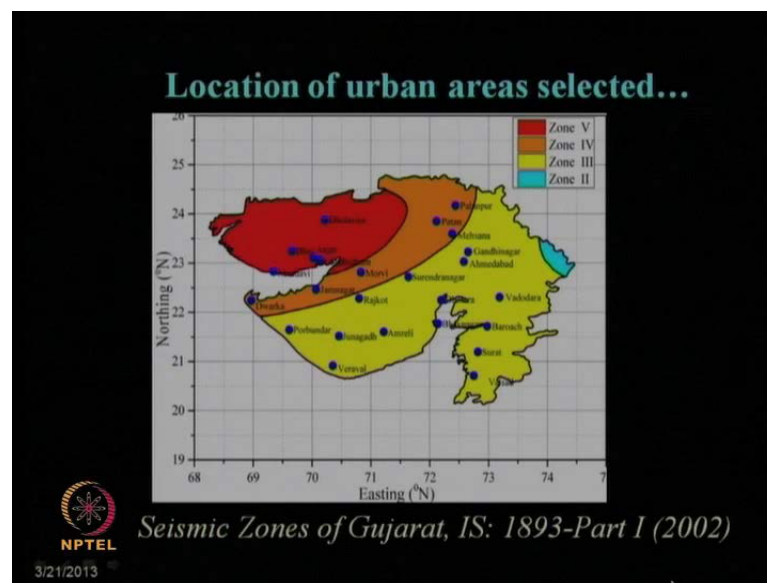 Location of urban areas selected...
26
Zone V
Zone IV
Zone III
Zone II
25
24
23
22
21
20
19
Northing (°N)
Palanpur
Patan
Mehsana
Gandhinagar
Ahmedabad
Morvi
Surendranagar
Jamnagar
Dwarka
Rajkot
Vadodara
Porbundar
Junagadh
Amreli
Baroach
Surat
Veraval
68
69
70
71
72
73
74
7
Easting (°N)
Seismic Zones of Gujarat, IS: 1893-Part I (2002)
NPTEL
3/21/2013